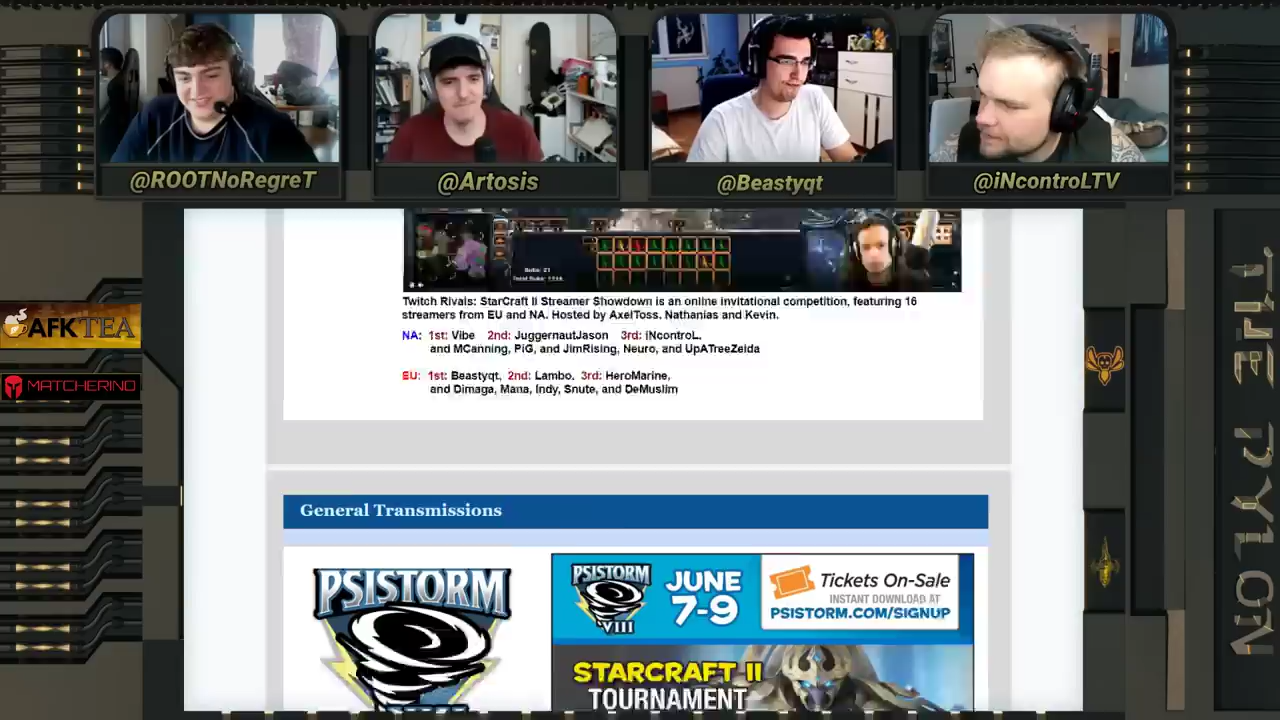 @ROOTNoRegreT
@Artosis
@Beastyqt
@iNcontroLTV
AFKTEA
MATCHERINO
THE PYLON
Twitch Rivals: StarCraft II Streamer Showdown is an online invitational competition, featuring 16
streamers from EU and NA. Hosted by AxelToss, Nathanias and Kevin.
NA: 1st: Vibe 2nd: JuggernautJason 3rd: iNcontroL,
and MCanning, PiG, and JimRising, Neuro, and UpATreeZelda
EU: 1st: Beastyqt, 2nd: Lambo, 3rd: HeroMarine,
and Dimaga, Mana, Indy, Snute, and DeMuslim
General Transmissions
PSISTORM
PSISTORM
VIII
JUNE
7-9
Tickets On-Sale
INSTANT DOWNLOAD AT
PSISTORM.COM/SIGNUP
STARCRAFT II
TOURNAMENT